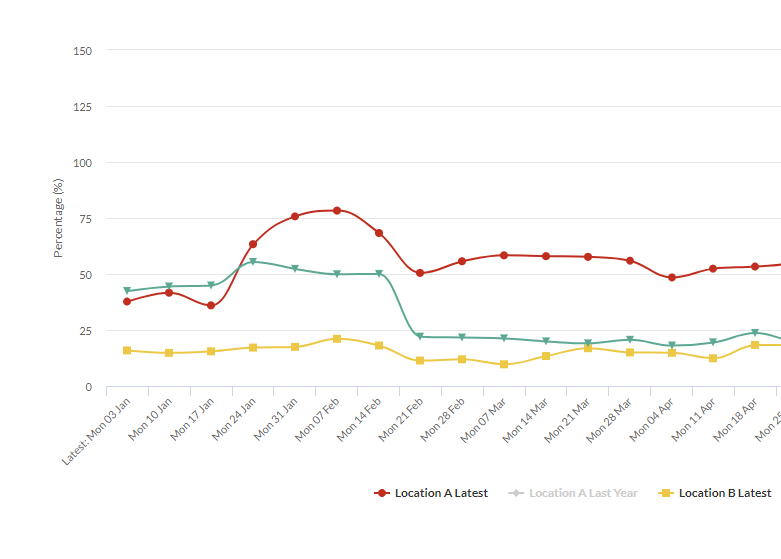 150
125
100
75
50
25
0
Percentage (%)
Latest: Mon 03 Jan
Mon 10 Jan
Mon 17 Jan
Mon 24 Jan
Mon 31 Jan
Mon 07 Feb
Mon 14 Feb
Mon 21 Feb
Mon 28 Feb
Mon 07 Mar
Mon 14 Mar
Mon 21 Mar
Mon 28 Mar
Mon 04 Apr
Mon 11 Apr
Mon 18 Apr
Mon 25
Location A Latest
Location A Last Year
Location B Latest